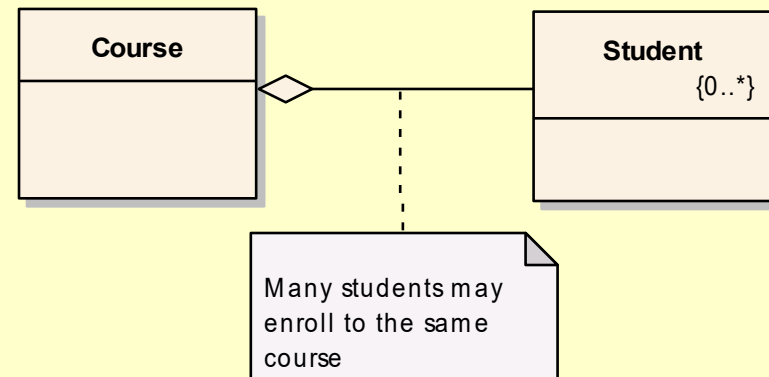 Course
Student
{0..*}
Many students may
enroll to the same
course